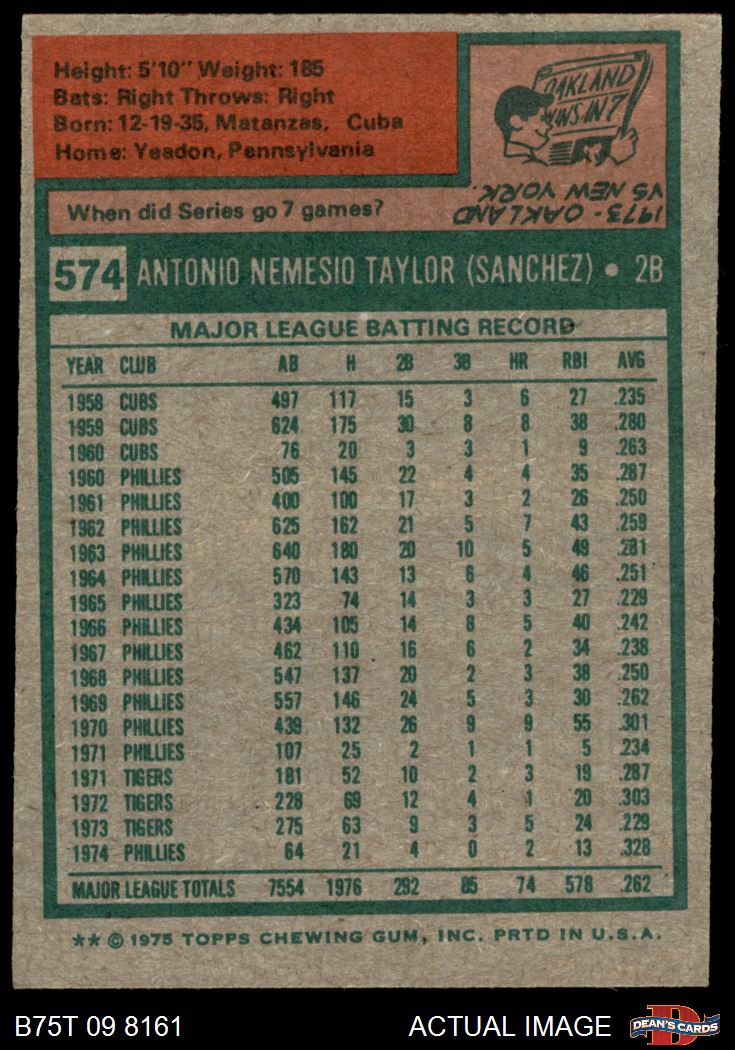 Height: 5'10" Weight: 185
Bats: Right Throws: Right
Born: 12-19-35, Matanzas, Cuba
Home: Yeadon, Pennsylvania
OAKLAND
WINS IN 7
When did Series go 7 games?
1973 - OAKLAND
VS NEW YORK.
574 ANTONIO NEMESIO TAYLOR (SANCHEZ) • 2B
MAJOR LEAGUE BATTING RECORD
YEAR CLUB AB H 2B 3B HR RBI AVG
1958 CUBS 497 117 15 3 6 27 .235
1959 CUBS 624 175 30 8 8 38 .280
1960 CUBS 76 20 3 3 1 9 .263
1960 PHILLIES 505 145 22 4 4 35 .287
1961 PHILLIES 400 100 17 3 2 26 .250
1962 PHILLIES 625 162 21 5 7 43 .259
1963 PHILLIES 640 180 20 10 5 49 .281
1964 PHILLIES 570 143 13 6 4 46 .251
1965 PHILLIES 323 74 14 3 3 27 .229
1966 PHILLIES 434 105 14 8 5 40 .242
1967 PHILLIES 462 110 16 6 2 34 .238
1968 PHILLIES 547 137 20 2 3 38 .250
1969 PHILLIES 557 146 24 5 3 30 .262
1970 PHILLIES 439 132 26 9 9 55 .301
1971 PHILLIES 107 25 2 1 1 5 .234
1971 TIGERS 181 52 10 2 3 19 .287
1972 TIGERS 228 69 12 4 1 20 .303
1973 TIGERS 275 63 9 3 5 24 .229
1974 PHILLIES 64 21 4 0 2 13 .328
MAJOR LEAGUE TOTALS 7554 1976 292 85 74 578 .262
** © 1975 TOPPS CHEWING GUM, INC. PRTD IN U.S.A.
B75T 09 8161 ACTUAL IMAGE D DEAN'S CARDS